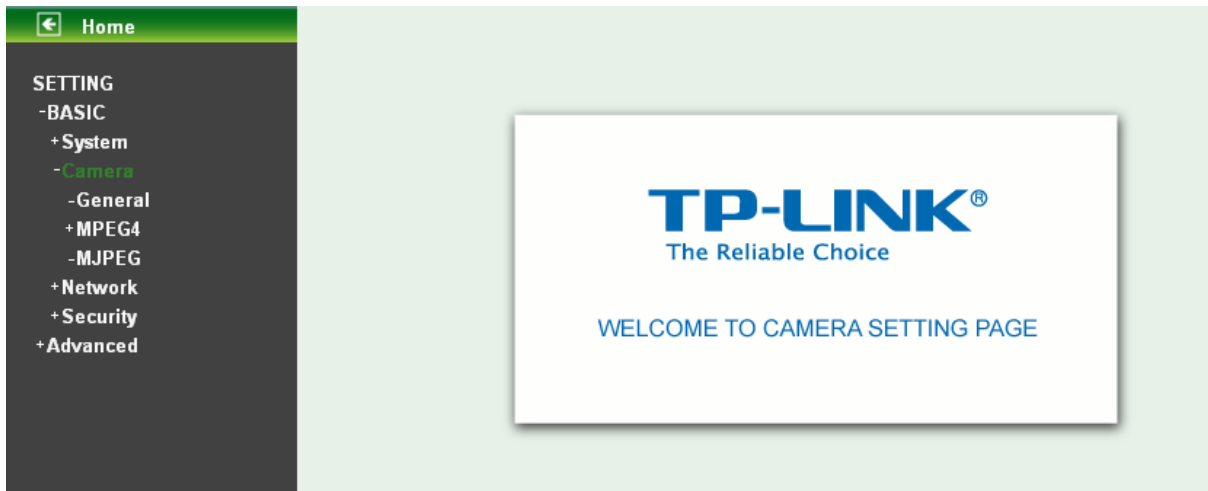 Home
SETTING
-BASIC
+System
-Camera
-General
+MPEG4
-MJPEG
+Network
+Security
+Advanced
TP-LINK®
The Reliable Choice
WELCOME TO CAMERA SETTING PAGE